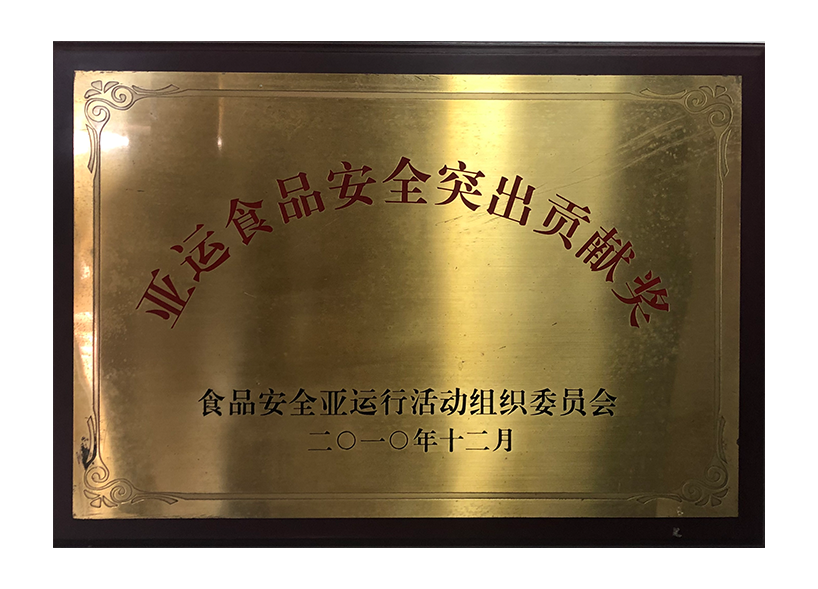 亚运食品安全突出贡献奖
食品安全亚运行活动组织委员会
二〇一〇年十二月